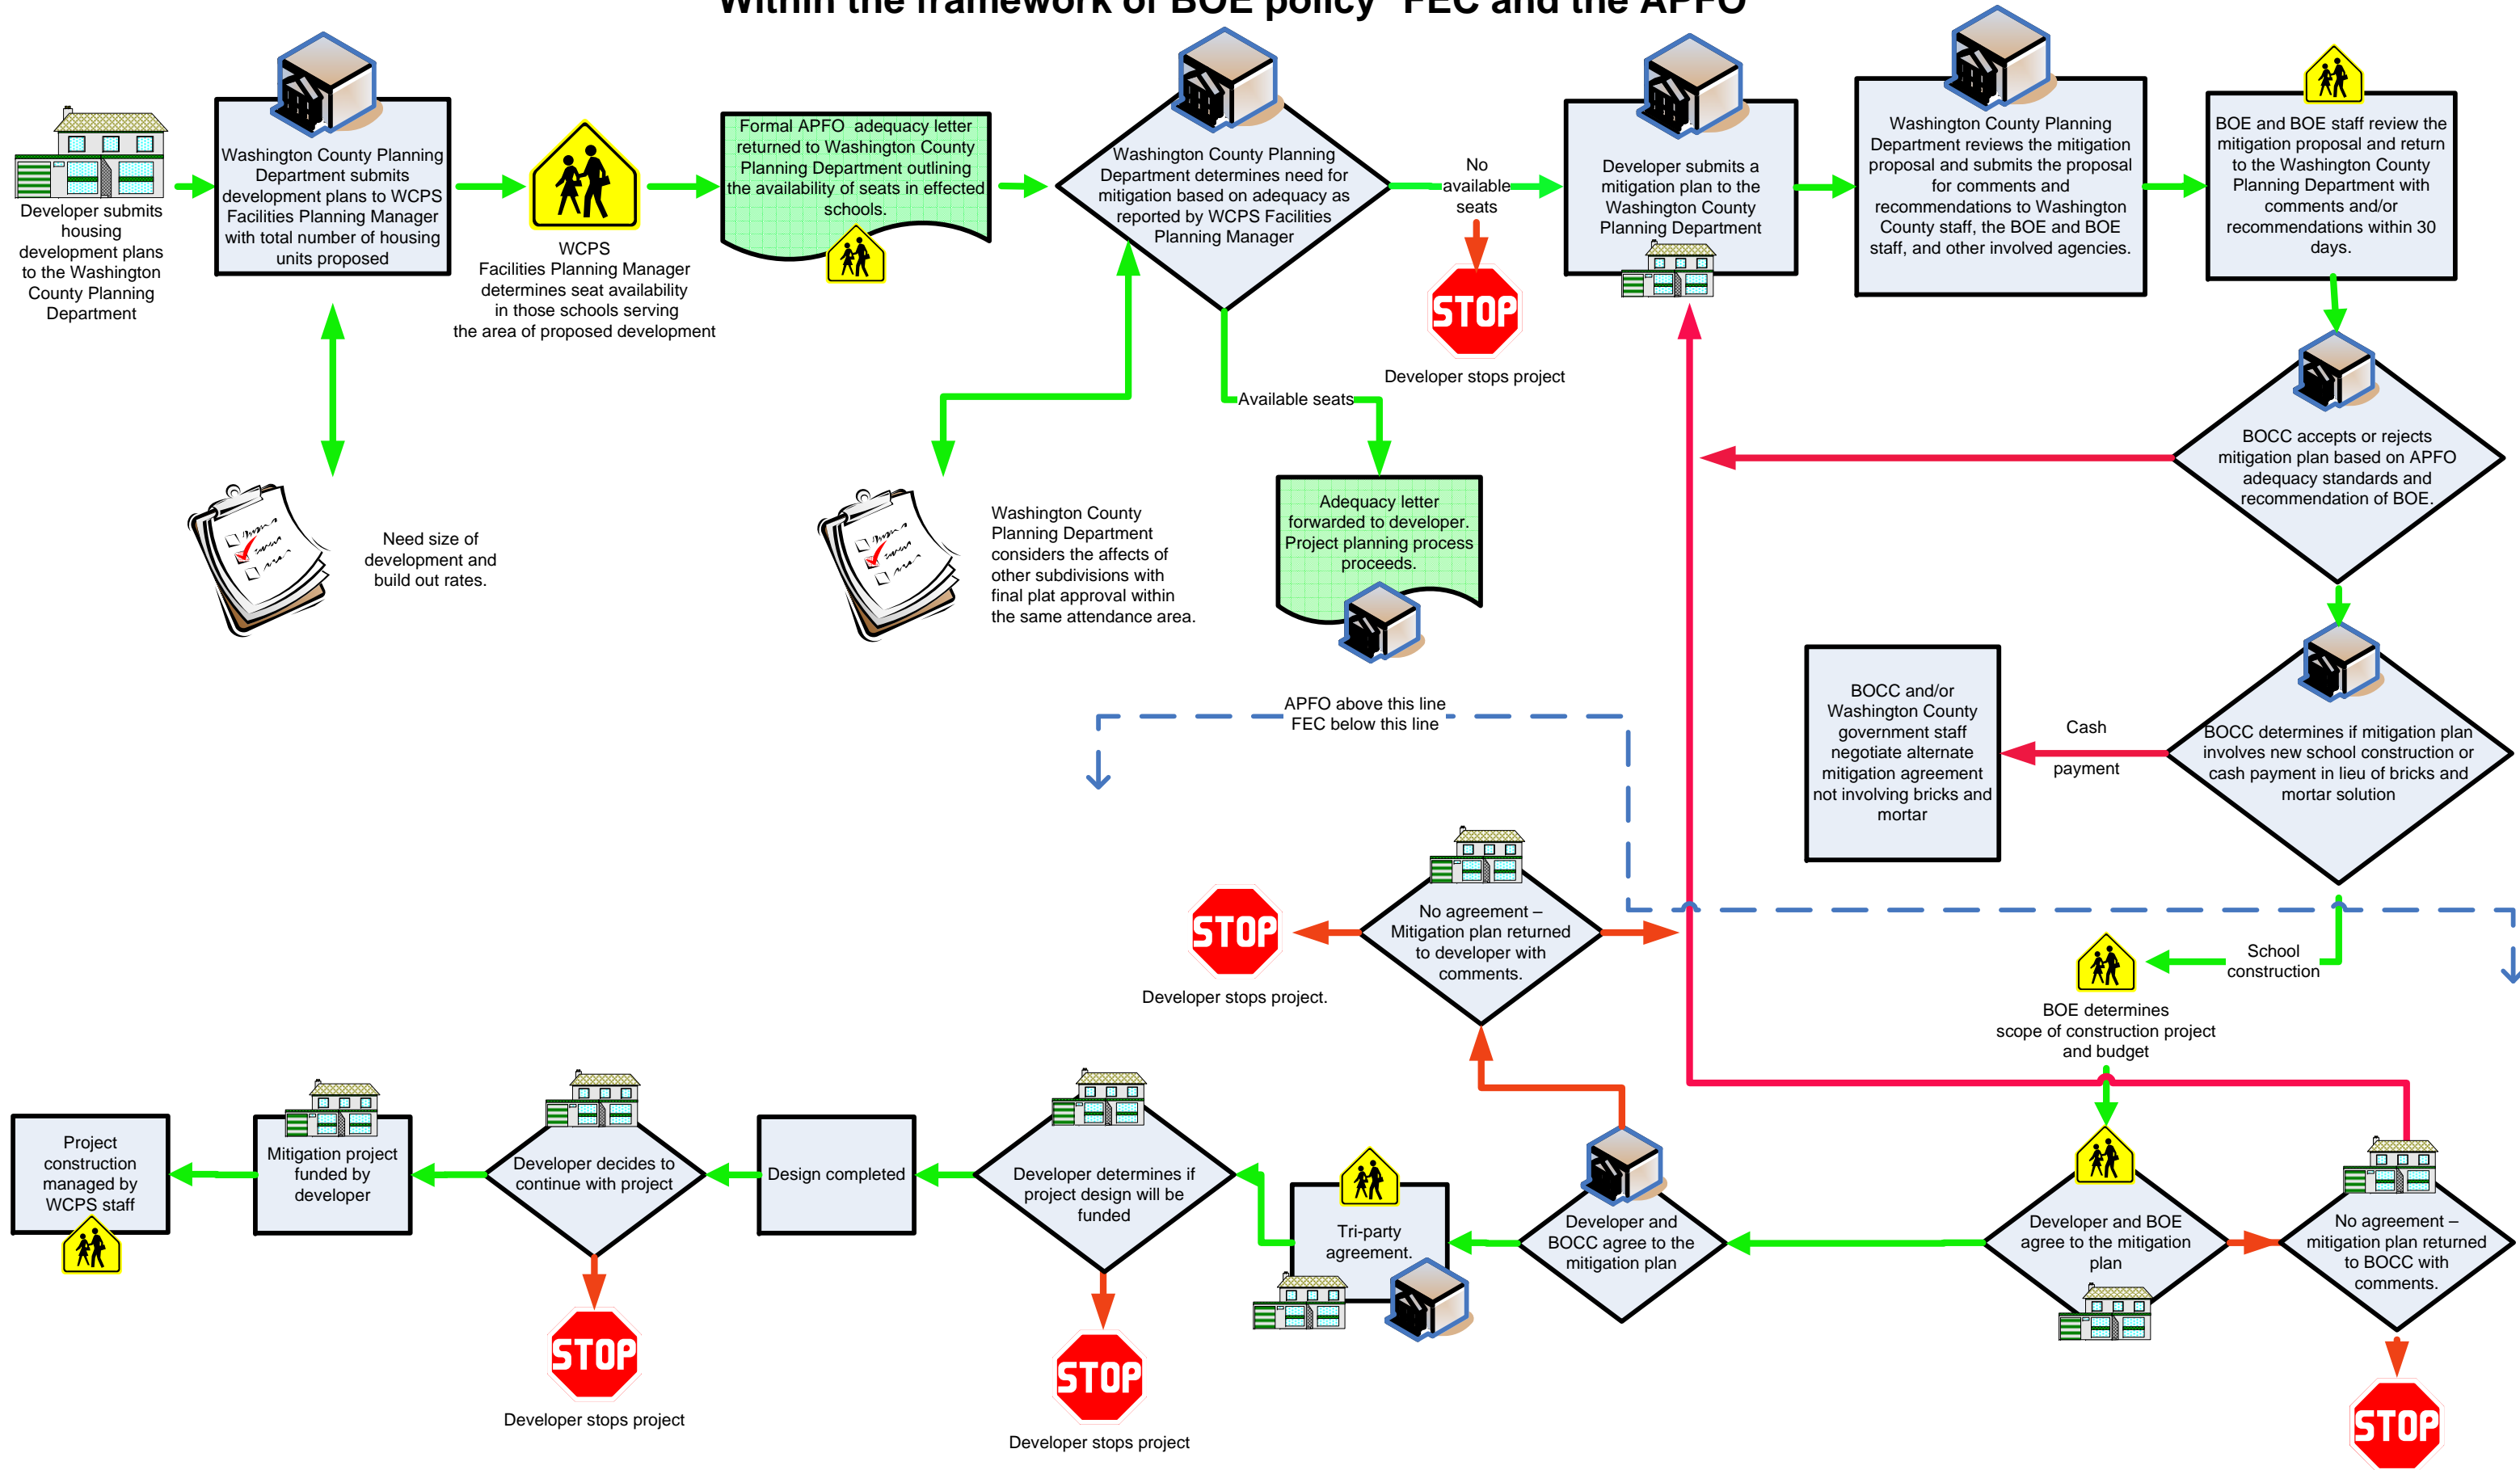 Within the framework of BOE policy "FEC and the APFO"
Developer submits
housing
development plans
to the Washington
County Planning
Department
Washington County Planning
Department submits
development plans to WCPS
Facilities Planning Manager
with total number of housing
units proposed
WCPS
Facilities Planning Manager
determines seat availability
in those schools serving
the area of proposed development
Formal APFO adequacy letter
returned to Washington County
Planning Department outlining
the availability of seats in effected
schools.
Washington County Planning
Department determines need for
mitigation based on adequacy as
reported by WCPS Facilities
Planning Manager
No
available
seats
STOP
Developer stops project
Developer submits a
mitigation plan to the
Washington County
Planning Department
Washington County Planning
Department reviews the mitigation
proposal and submits the proposal
for comments and
recommendations to Washington
County staff, the BOE and BOE
staff, and other involved agencies.
BOE and BOE staff review the
mitigation proposal and return
to the Washington County
Planning Department with
comments and/or
recommendations within 30
days.
Need size of
development and
build out rates.
Washington County
Planning Department
considers the affects of
other subdivisions with
final plat approval within
the same attendance area.
Available seats
Adequacy letter
forwarded to developer.
Project planning process
proceeds.
BOCC accepts or rejects
mitigation plan based on APFO
adequacy standards and
recommendation of BOE.
APFO above this line
FEC below this line
BOCC and/or
Washington County
government staff
negotiate alternate
mitigation agreement
not involving bricks and
mortar
Cash
payment
BOCC determines if mitigation plan
involves new school construction or
cash payment in lieu of bricks and
mortar solution
STOP
Developer stops project.
No agreement –
Mitigation plan returned
to developer with
comments.
School
construction
BOE determines
scope of construction project
and budget
Project
construction
managed by
WCPS staff
Mitigation project
funded by
developer
Developer decides to
continue with project
STOP
Developer stops project
Design completed
Developer determines if
project design will be
funded
STOP
Developer stops project
Tri-party
agreement.
Developer and
BOCC agree to the
mitigation plan
Developer and BOE
agree to the mitigation
plan
No agreement –
mitigation plan returned
to BOCC with
comments.
STOP